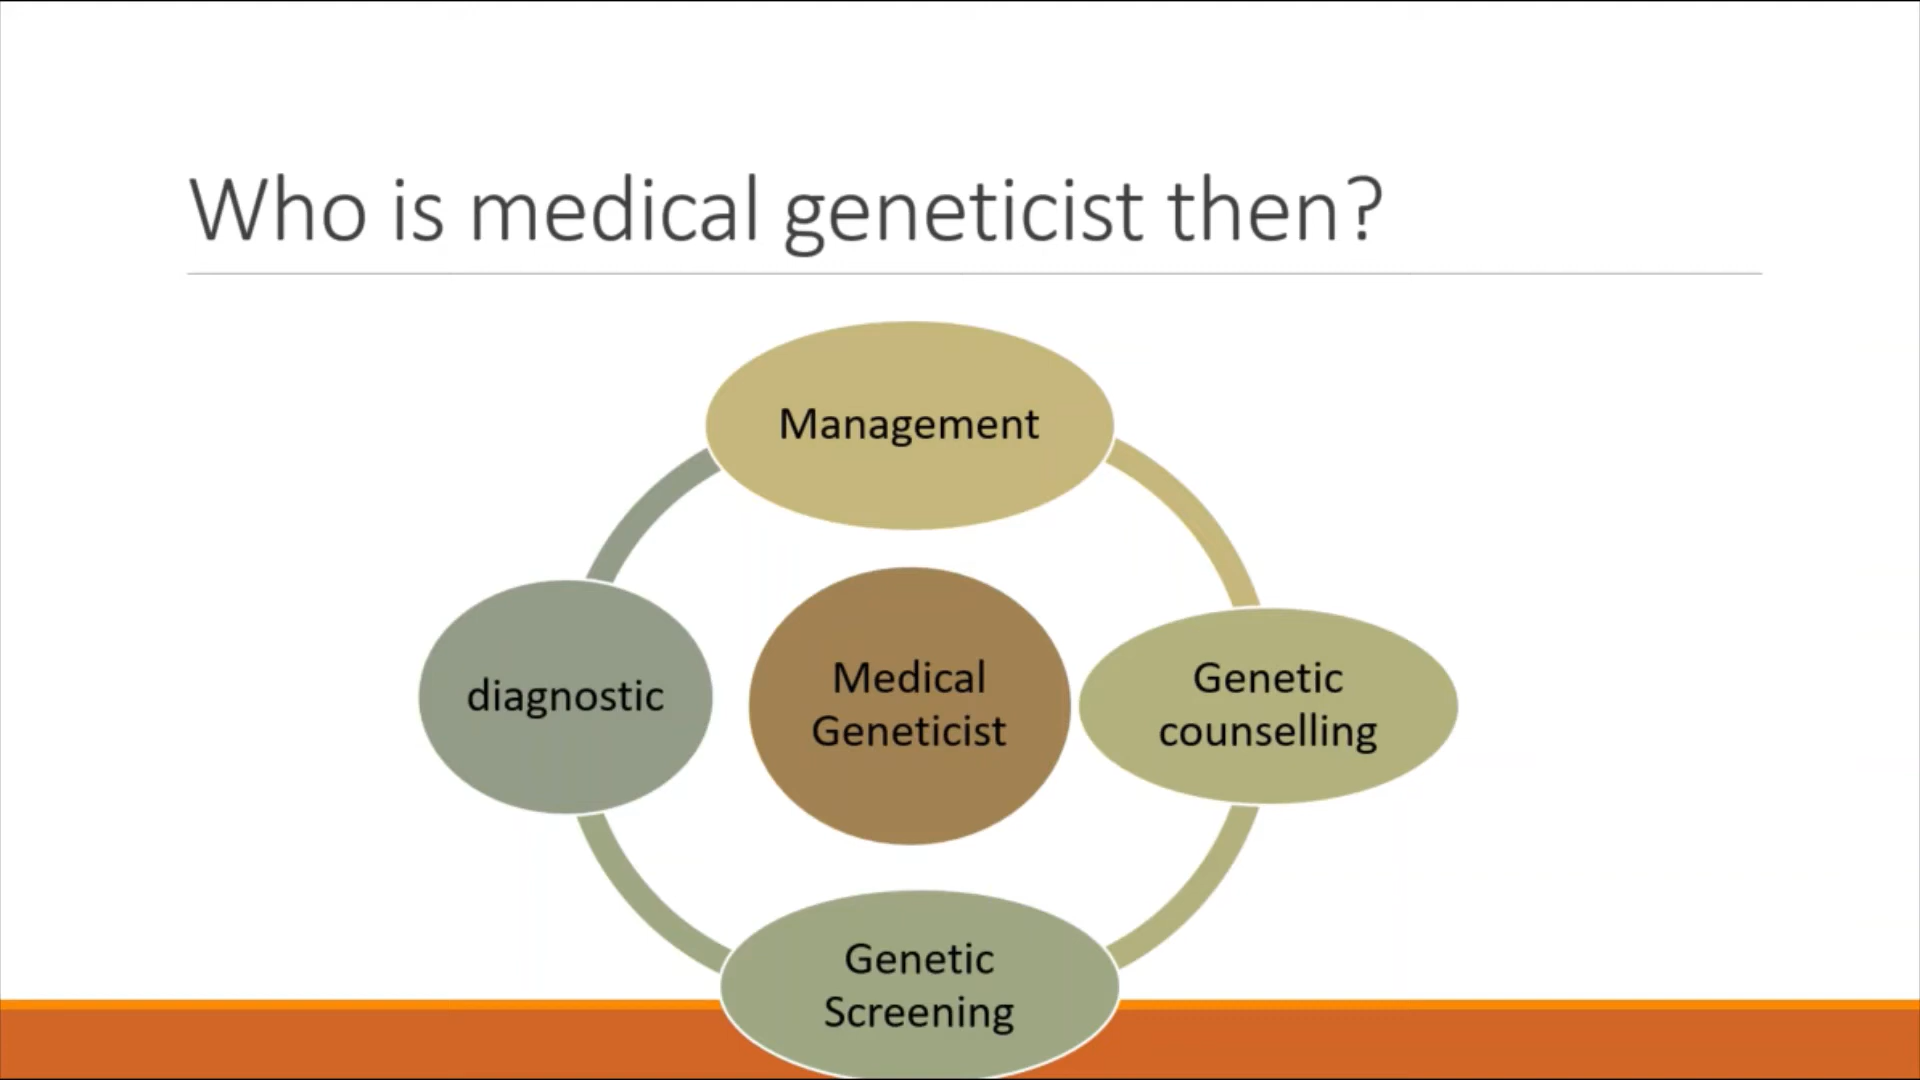 Who is medical geneticist then?
Management
diagnostic
Medical
Geneticist
Genetic
counselling
Genetic
Screening